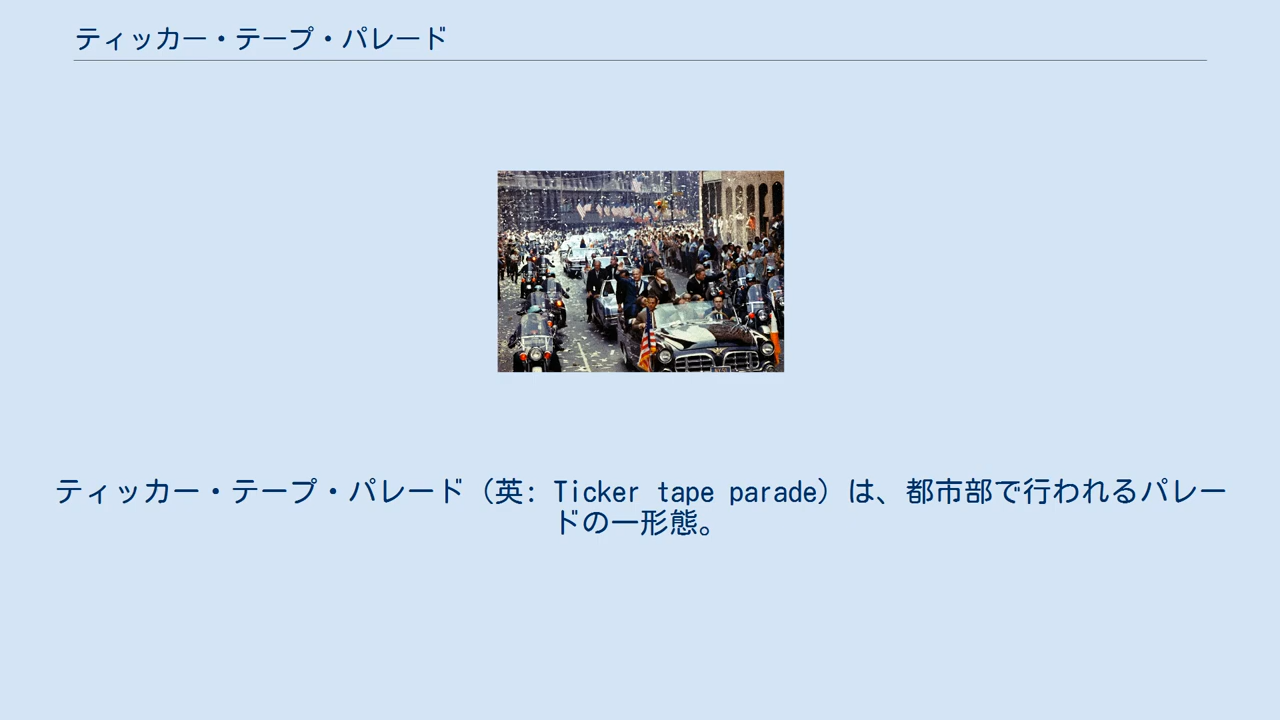 ティッカー・テープ・パレード
ティッカー・テープ・パレード（英: Ticker tape parade）は、都市部で行われるパレー
ドの一形態。